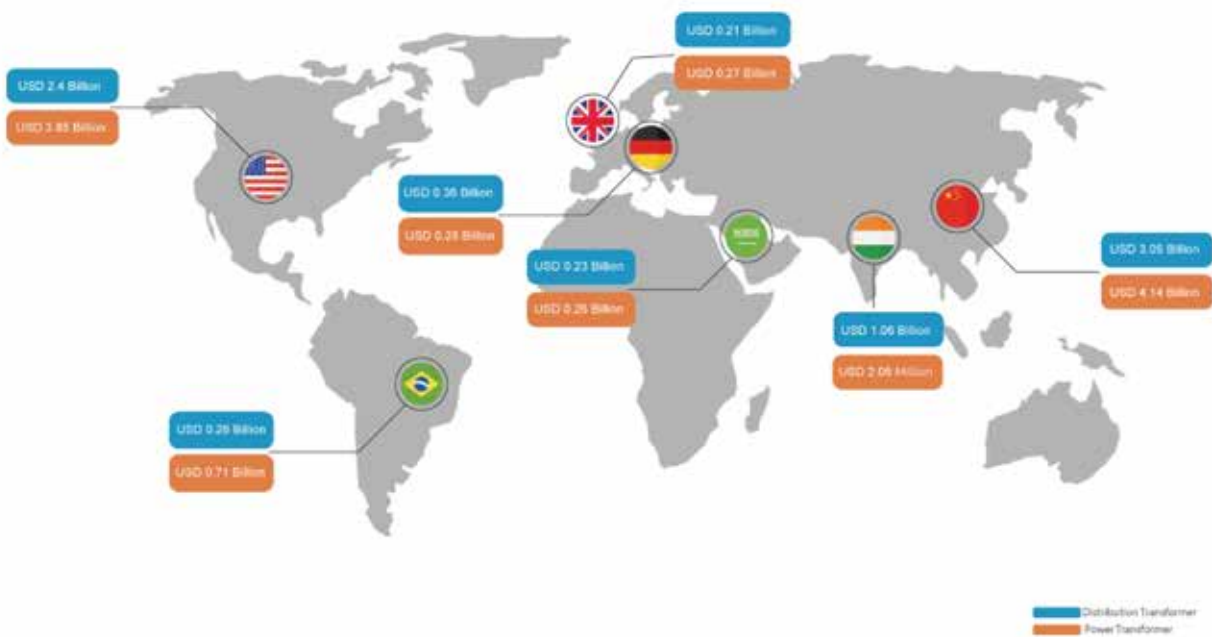 USD 0.21 Billion
USD 0.27 Billion
USD 2.4 Billion
USD 3.85 Billion
USD 0.36 Billion
USD 0.28 Billion
USD 0.23 Billion
USD 0.26 Billion
USD 3.05 Billion
USD 4.14 Billion
USD 1.06 Billion
USD 2.06 Million
USD 0.26 Billion
USD 0.71 Billion
Distribution Transformer
Power Transformer